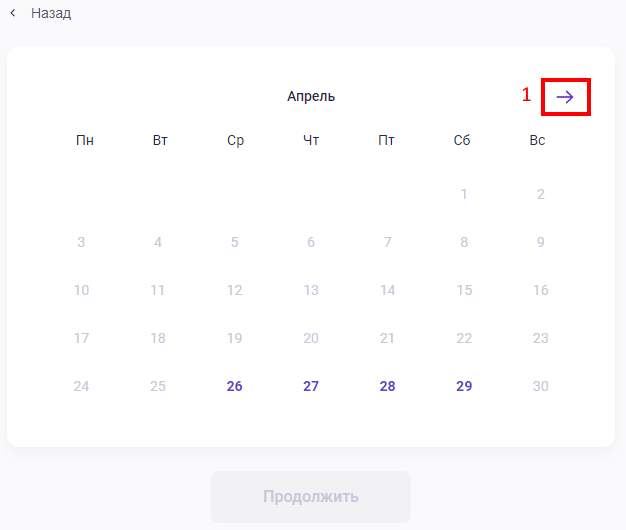 Назад
Апрель 1
Пн Вт Ср Чт Пт Сб Вс
1 2
3 4 5 6 7 8 9
10 11 12 13 14 15 16
17 18 19 20 21 22 23
24 25 26 27 28 29 30
Продолжить